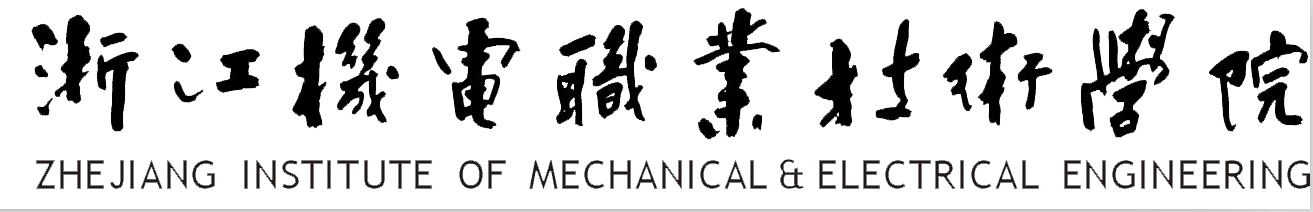 浙江機電職業技術學院
ZHEJIANG INSTITUTE OF MECHANICAL & ELECTRICAL ENGINEERING